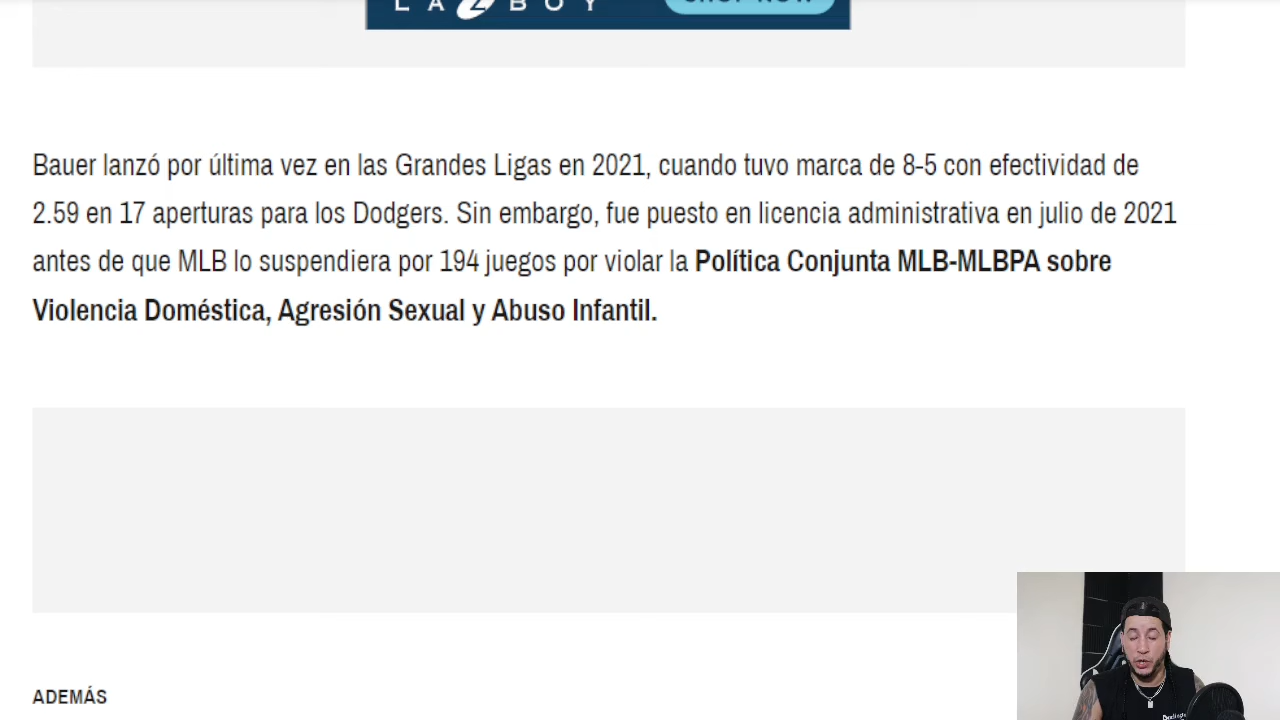 LA Z BOY
SHOP NOW
Bauer lanzó por última vez en las Grandes Ligas en 2021, cuando tuvo marca de 8-5 con efectividad de
2.59 en 17 aperturas para los Dodgers. Sin embargo, fue puesto en licencia administrativa en julio de 2021
antes de que MLB lo suspendiera por 194 juegos por violar la Política Conjunta MLB-MLBPA sobre
Violencia Doméstica, Agresión Sexual y Abuso Infantil.
ADEMÁS